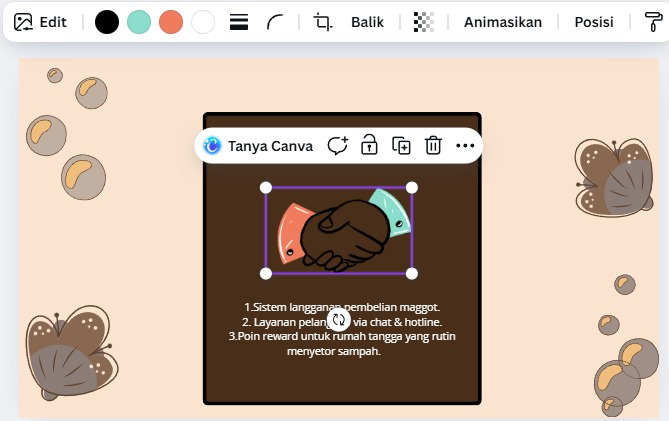 Edit
Balik
Animasikan
Posisi
Tanya Canva
1.Sistem langganan pembelian maggot.
2. Layanan via chat & hotline.
3.Poin reward untuk rumah tangga yang rutin
menyetor sampah.